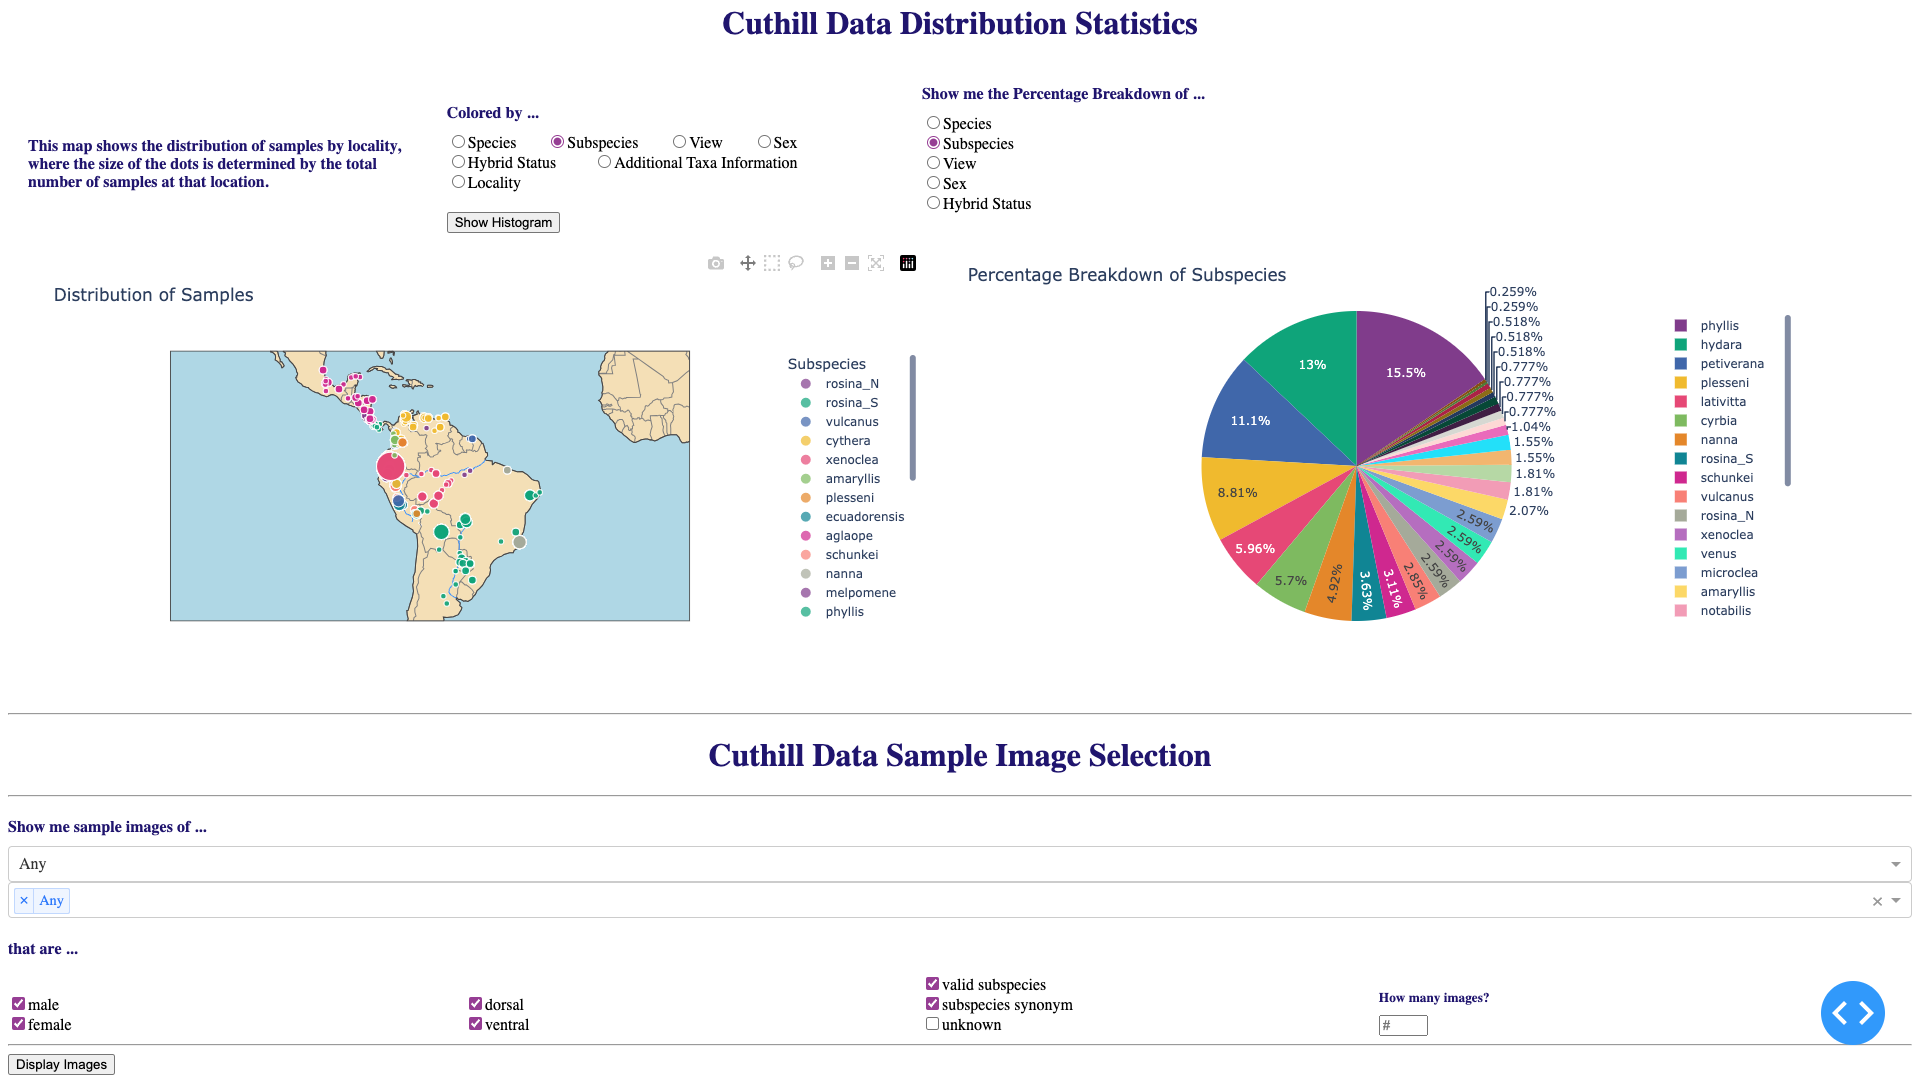 Cuthill Data Distribution Statistics
This map shows the distribution of samples by locality,
where the size of the dots is determined by the total
number of samples at that location.
Colored by ...
Species Subspecies View Sex
Hybrid Status Additional Taxa Information
Locality
Show Histogram
Show me the Percentage Breakdown of ...
Species
Subspecies
View
Sex
Hybrid Status
Distribution of Samples
Subspecies
rosina_N
rosina_S
vulcanus
cythera
xenoclea
amaryllis
plesseni
ecuadorensis
aglaope
schunkei
nanna
melpomene
phyllis
Percentage Breakdown of Subspecies
15.5%
0.259%
0.259%
0.518%
0.518%
0.518%
0.777%
0.777%
0.777%
0.777%
1.04%
1.55%
1.55%
1.81%
1.81%
2.07%
2.59%
2.59%
2.59%
2.59%
2.85%
3.11%
3.63%
4.92%
5.7%
5.96%
8.81%
11.1%
13%
phyllis
hydara
petiverana
plesseni
lativitta
cyrbia
nanna
rosina_S
schunkei
vulcanus
rosina_N
xenoclea
venus
microclea
amaryllis
notabilis
Cuthill Data Sample Image Selection
Show me sample images of ...
Any
× Any
that are ...
male
female
dorsal
ventral
valid subspecies
subspecies synonym
unknown
How many images?
#
Display Images